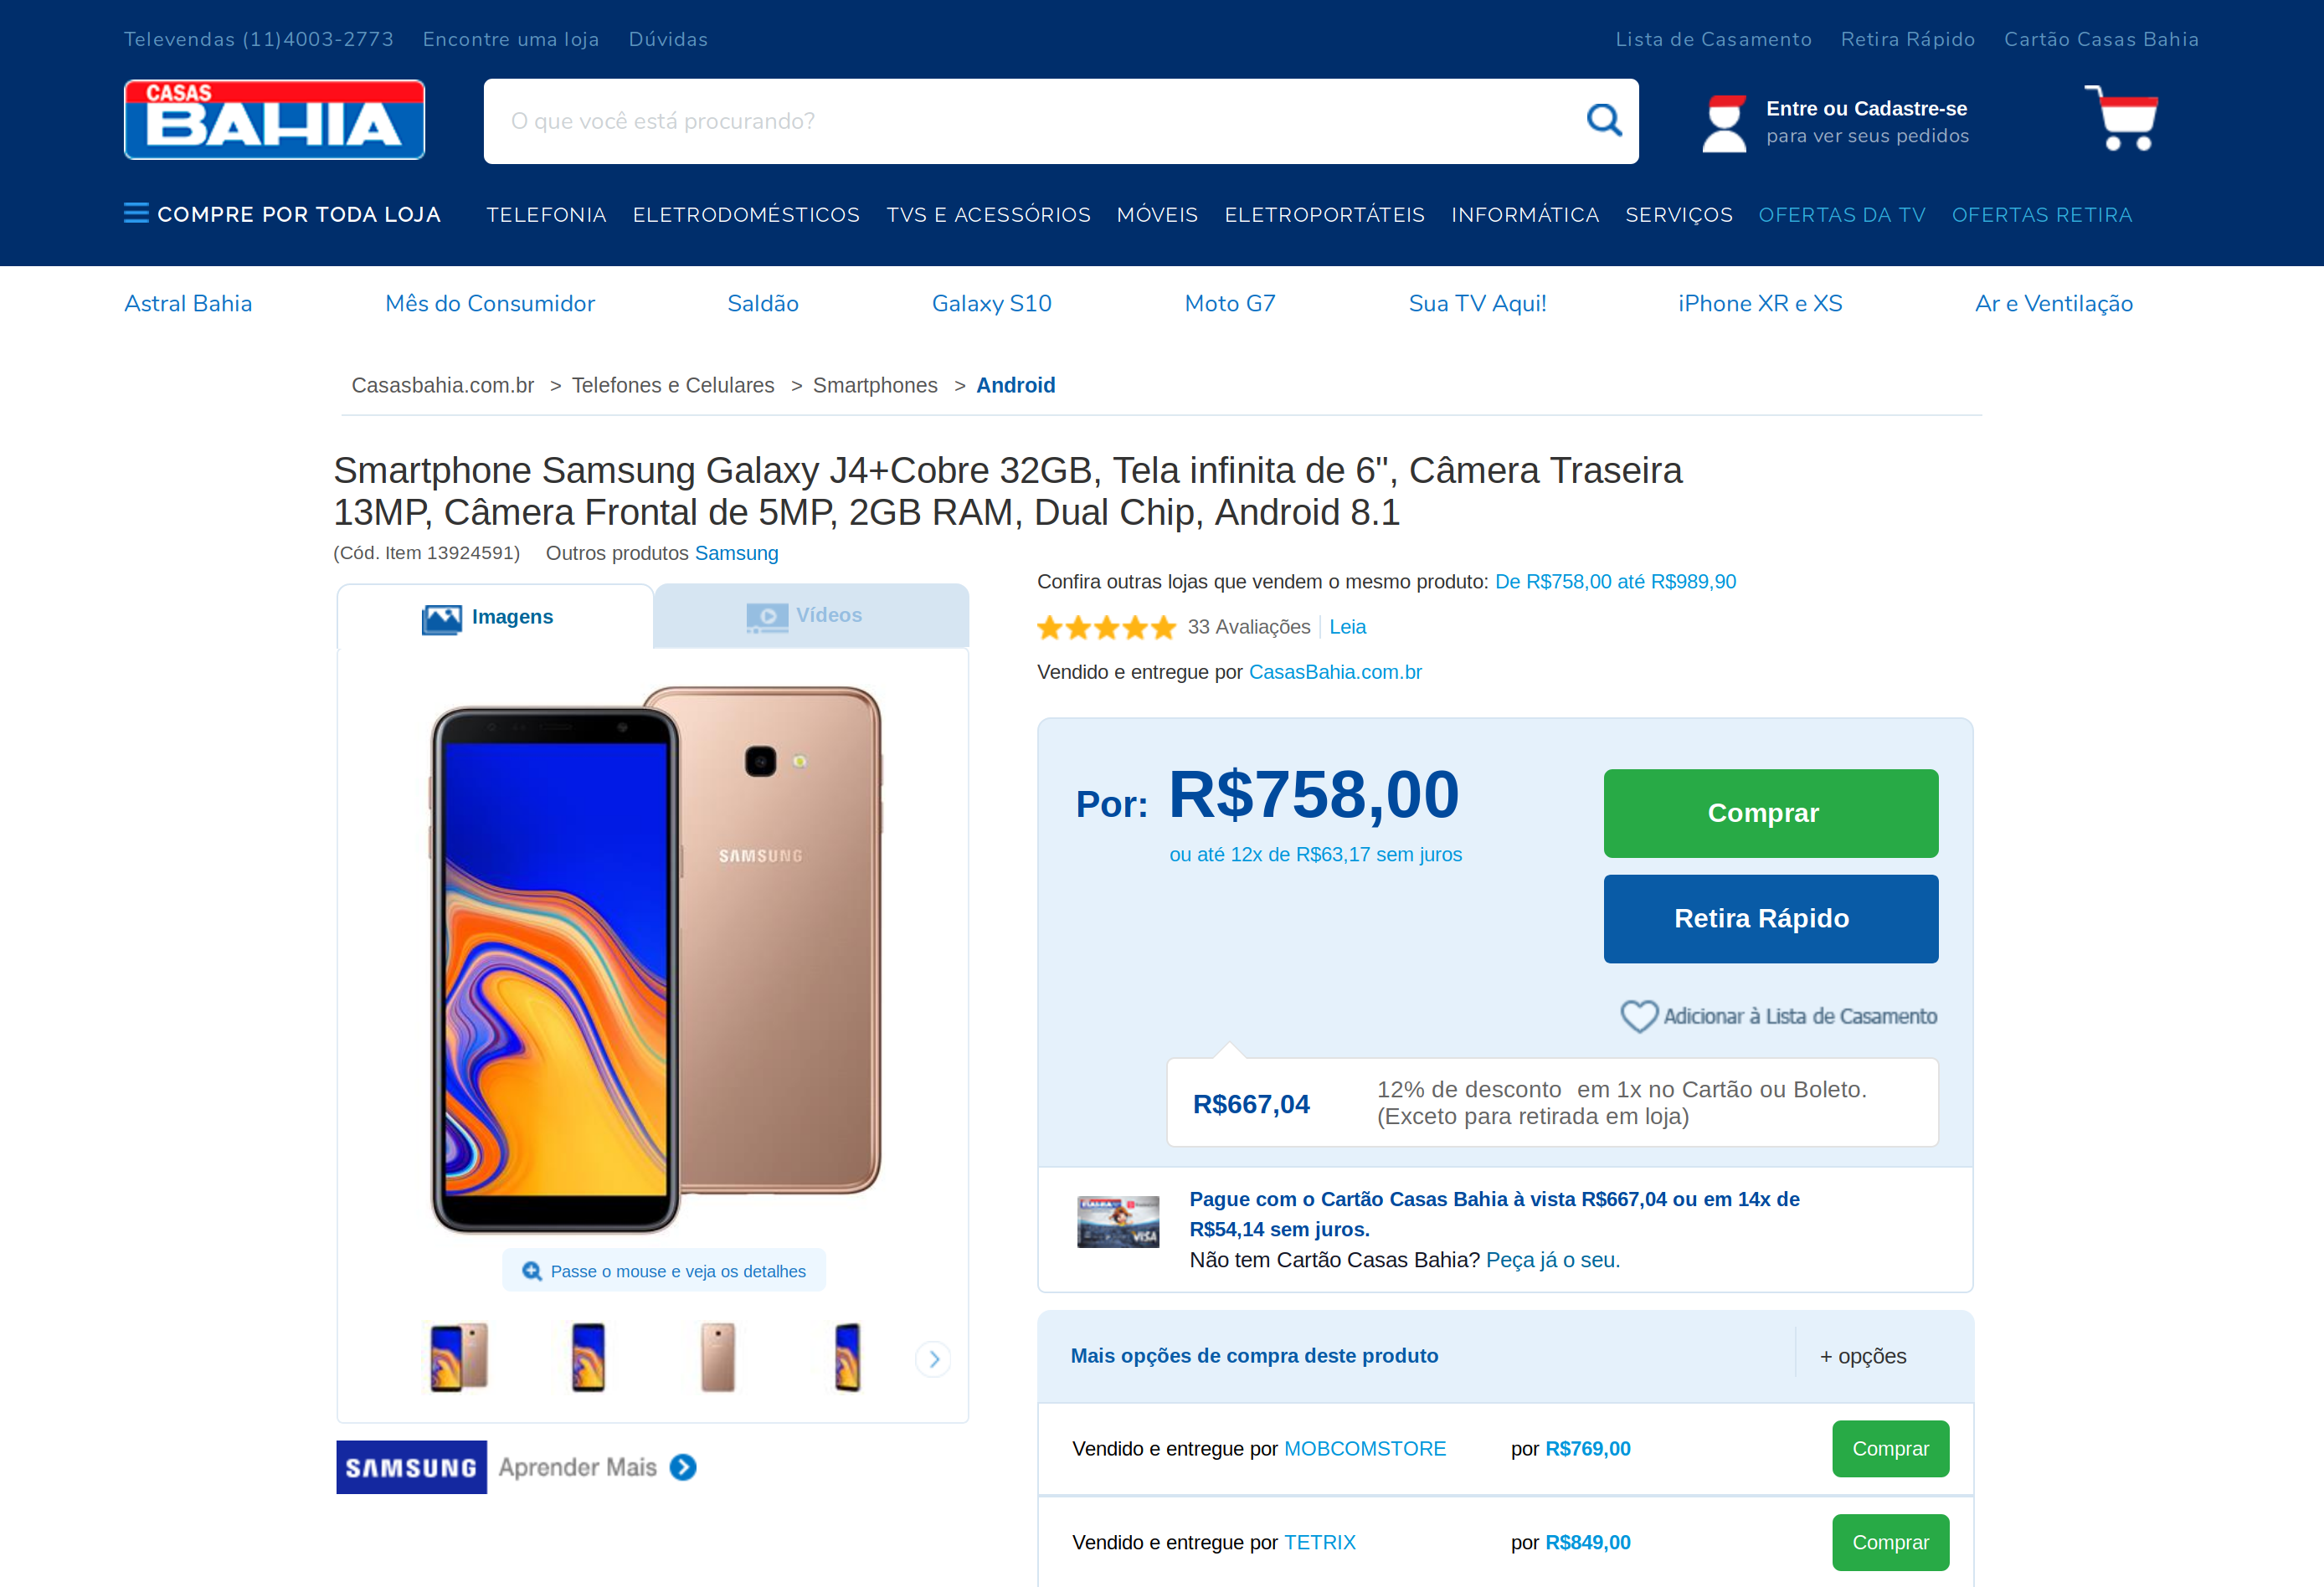 Televendas (11)4003-2773 Encontre uma loja Dúvidas Lista de Casamento Retira Rápido Cartão Casas Bahia
CASAS
BAHIA
O que você está procurando?
Entre ou Cadastre-se
para ver seus pedidos
COMPRE POR TODA LOJA TELEFONIA ELETRODOMÉSTICOS TVS E ACESSÓRIOS MÓVEIS ELETROPORTÁTEIS INFORMÁTICA SERVIÇOS OFERTAS DA TV OFERTAS RETIRA
Astral Bahia Mês do Consumidor Saldão Galaxy S10 Moto G7 Sua TV Aqui! iPhone XR e XS Ar e Ventilação
Casasbahia.com.br > Telefones e Celulares > Smartphones > Android
Smartphone Samsung Galaxy J4+Cobre 32GB, Tela infinita de 6", Câmera Traseira
13MP, Câmera Frontal de 5MP, 2GB RAM, Dual Chip, Android 8.1
(Cód. Item 13924591) Outros produtos Samsung
Imagens Vídeos
SAMSUNG
Passe o mouse e veja os detalhes
SAMSUNG Aprender Mais
Confira outras lojas que vendem o mesmo produto: De R$758,00 até R$989,90
33 Avaliações Leia
Vendido e entregue por CasasBahia.com.br
Por: R$758,00
ou até 12x de R$63,17 sem juros
Comprar
Retira Rápido
Adicionar à Lista de Casamento
R$667,04
12% de desconto em 1x no Cartão ou Boleto.
(Exceto para retirada em loja)
VISA
Pague com o Cartão Casas Bahia à vista R$667,04 ou em 14x de
R$54,14 sem juros.
Não tem Cartão Casas Bahia? Peça já o seu.
Mais opções de compra deste produto + opções
Vendido e entregue por MOBCOMSTORE por R$769,00 Comprar
Vendido e entregue por TETRIX por R$849,00 Comprar